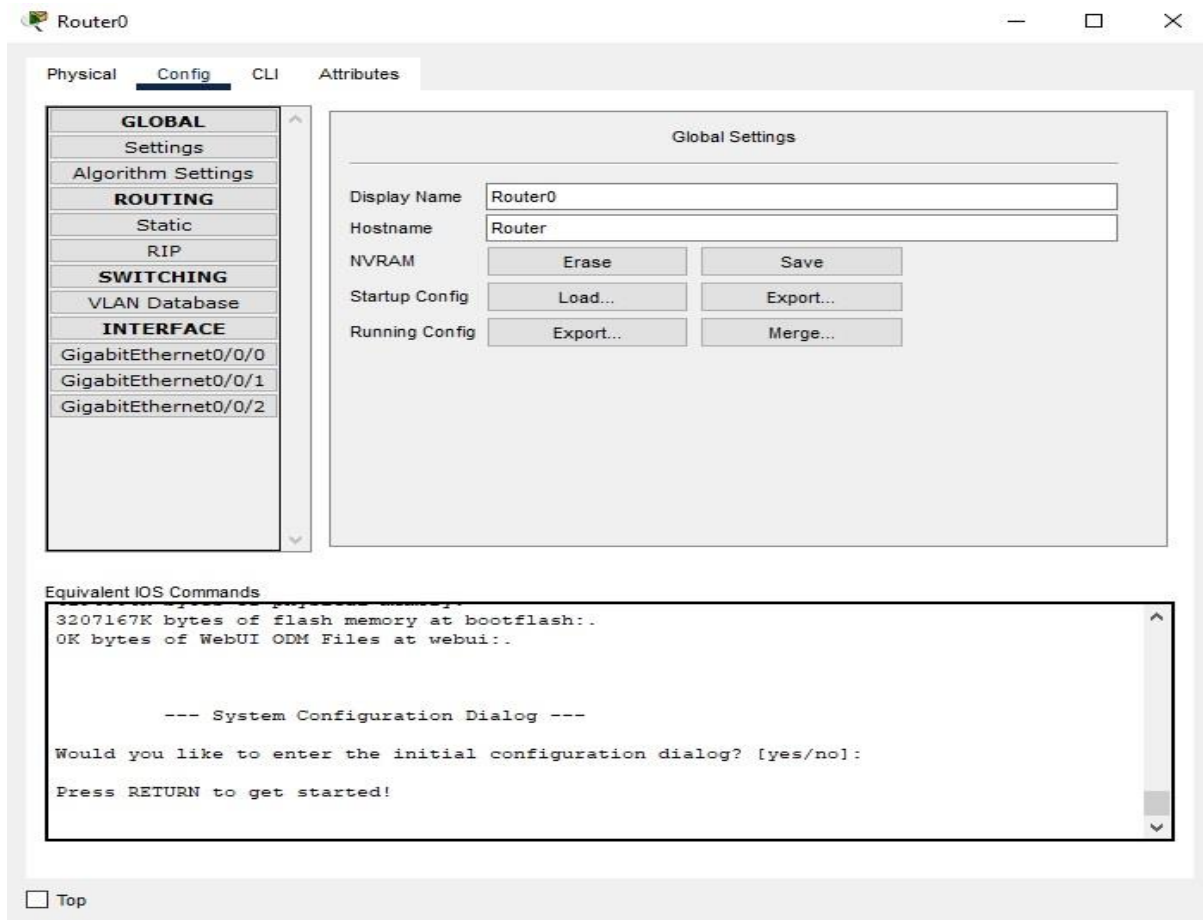 Router0
Physical Config CLI Attributes
GLOBAL
Settings
Algorithm Settings
ROUTING
Static
RIP
SWITCHING
VLAN Database
INTERFACE
GigabitEthernet0/0/0
GigabitEthernet0/0/1
GigabitEthernet0/0/2
Global Settings
Display Name Router0
Hostname Router
NVRAM Erase Save
Startup Config Load... Export...
Running Config Export... Merge...
Equivalent IOS Commands
3207167K bytes of flash memory at bootflash:.
0K bytes of WebUI ODM Files at webui:.
--- System Configuration Dialog ---
Would you like to enter the initial configuration dialog? [yes/no]:
Press RETURN to get started!
Top